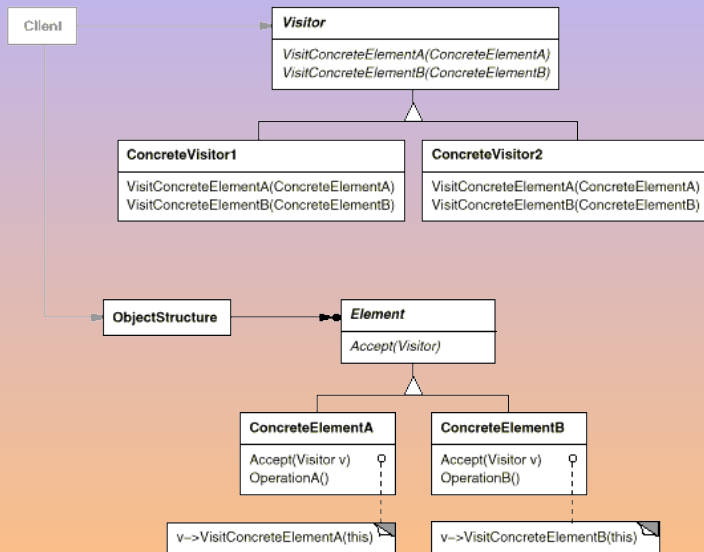 Client
Visitor
VisitConcreteElementA(ConcreteElementA)
VisitConcreteElementB(ConcreteElementB)
ConcreteVisitor1
VisitConcreteElementA(ConcreteElementA)
VisitConcreteElementB(ConcreteElementB)
ConcreteVisitor2
VisitConcreteElementA(ConcreteElementA)
VisitConcreteElementB(ConcreteElementB)
ObjectStructure
Element
Accept(Visitor)
ConcreteElementA
Accept(Visitor v)
OperationA()
ConcreteElementB
Accept(Visitor v)
OperationB()
v->VisitConcreteElementA(this)
v->VisitConcreteElementB(this)